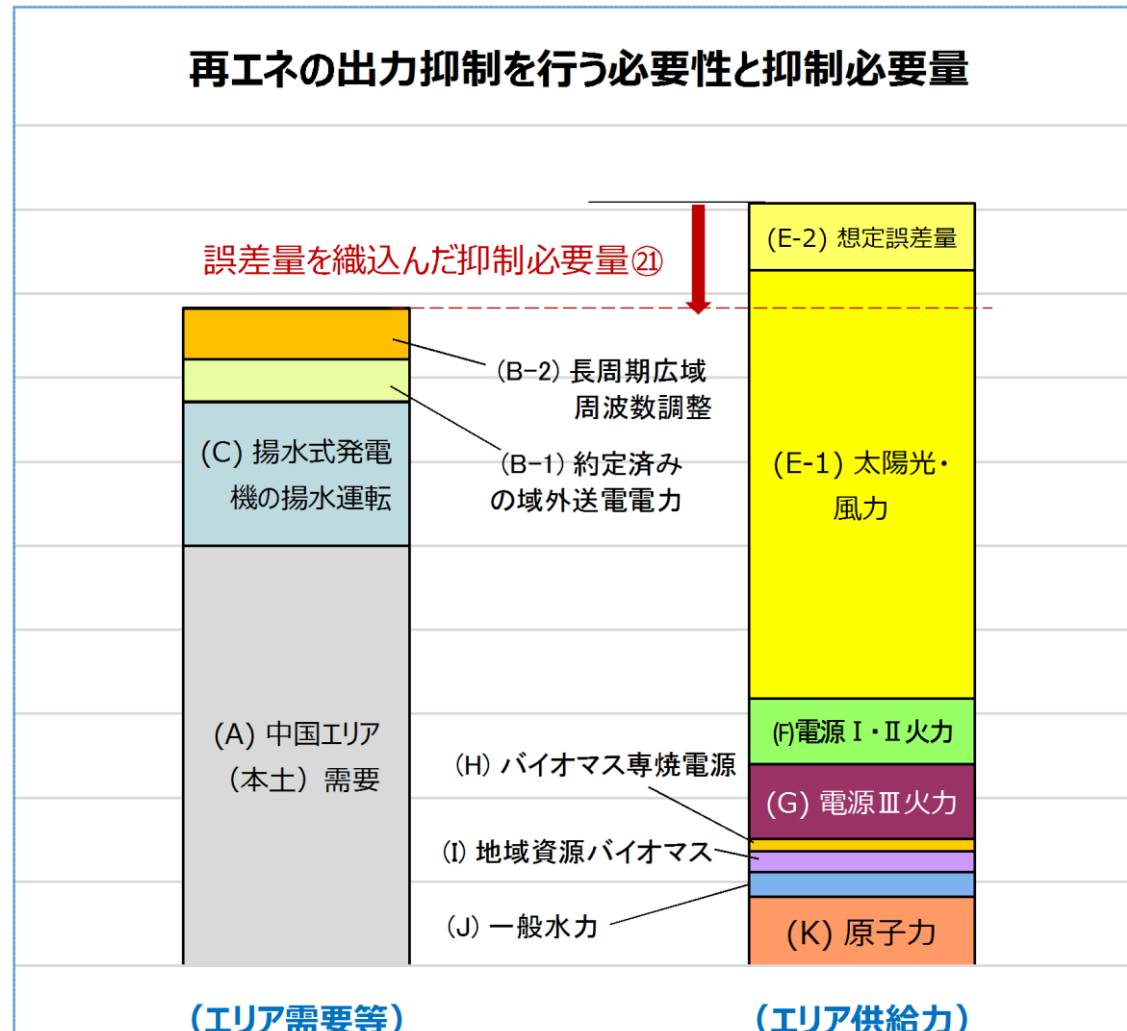 再エネの出力抑制を行う必要性と抑制必要量
(E-2) 想定誤差量
誤差量を織込んだ抑制必要量㉑
(B-2) 長周期広域
周波数調整
(C) 揚水式発電
機の揚水運転
(B-1) 約定済み
の域外送電電力
(E-1) 太陽光・
風力
(A) 中国エリア
（本土）需要
(F)電源Ⅰ・Ⅱ火力
(H) バイオマス専焼電源
(G) 電源Ⅲ火力
(I) 地域資源バイオマス
(J) 一般水力
(K) 原子力
（エリア需要等）
（エリア供給力）